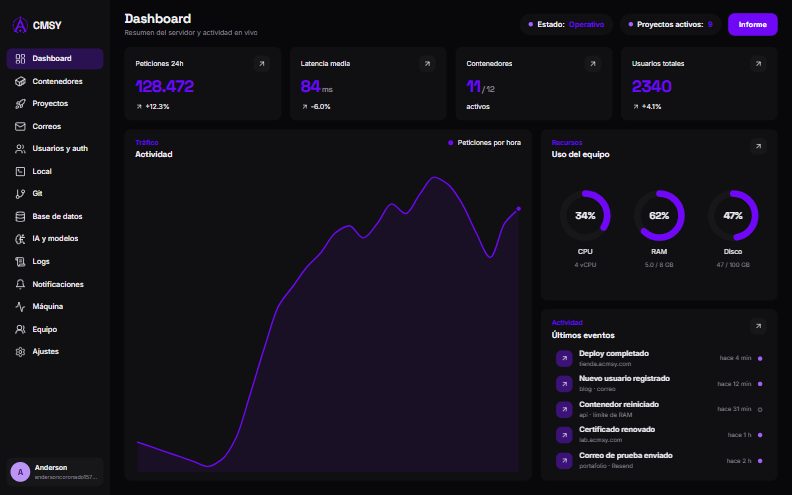 CMSY
Dashboard
Contenedores
Proyectos
Correos
Usuarios y auth
Local
Git
Base de datos
IA y modelos
Logs
Notificaciones
Máquina
Equipo
Ajustes
A
Anderson
andersoncoronado157...
Dashboard
Resumen del servidor y actividad en vivo
Estado: Operativo
Proyectos activos: 9
Informe
Peticiones 24h
128.472
+12.3%
Latencia media
84 ms
-6.0%
Contenedores
11 / 12
activos
Usuarios totales
2340
+4.1%
Tráfico
Actividad
Peticiones por hora
Recursos
Uso del equipo
34%
CPU
4 vCPU
62%
RAM
5.0 / 8 GB
47%
Disco
47 / 100 GB
Actividad
Últimos eventos
Deploy completado
tienda.acmsy.com
hace 4 min
Nuevo usuario registrado
blog · correo
hace 12 min
Contenedor reiniciado
api · límite de RAM
hace 31 min
Certificado renovado
lab.acmsy.com
hace 1 h
Correo de prueba enviado
portafolio · Resend
hace 2 h